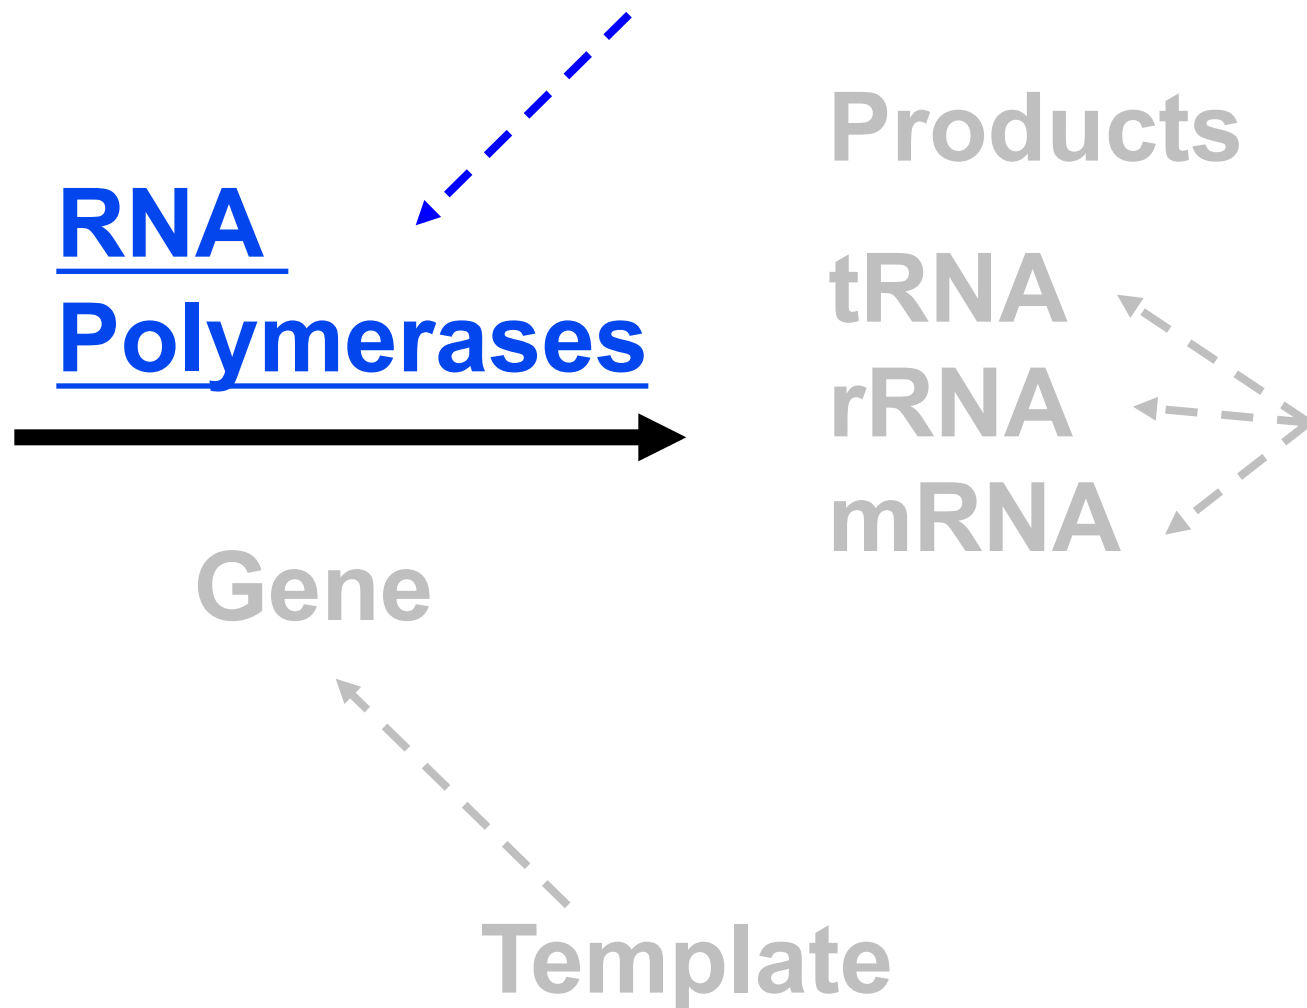 RNA
Polymerases
Gene
Products
tRNA
rRNA
mRNA
Template